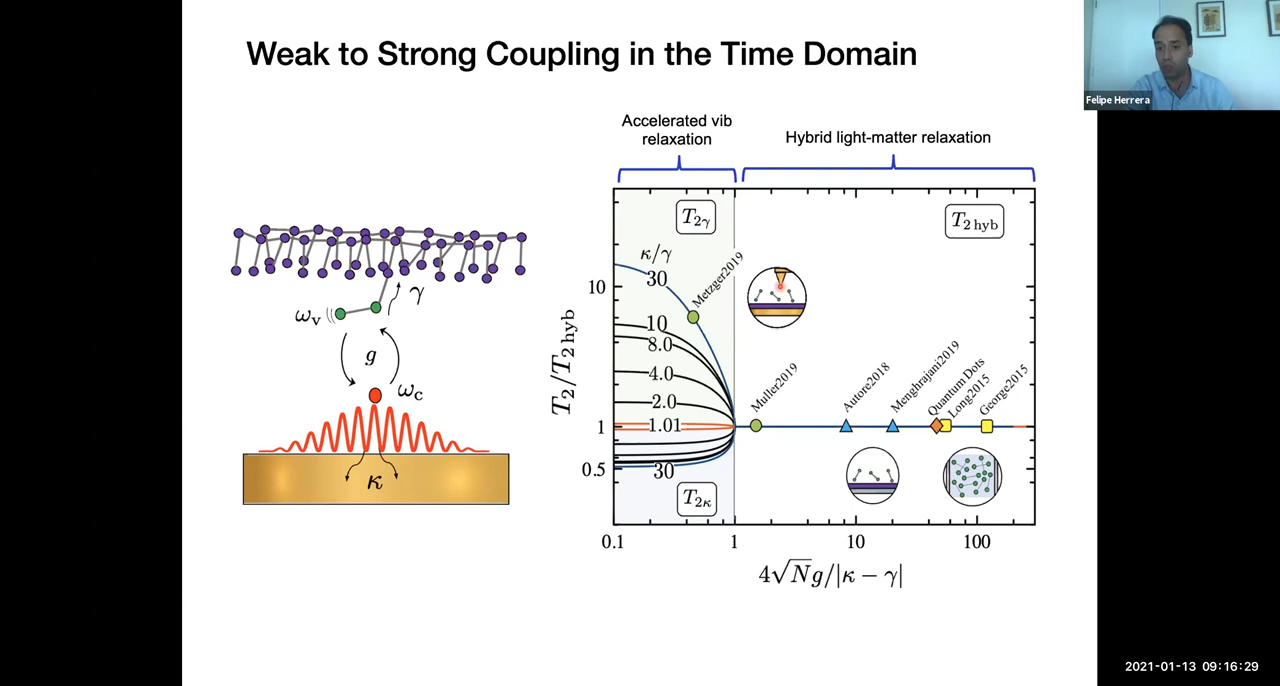 Weak to Strong Coupling in the Time Domain
Felipe Herrera
Accelerated vib
relaxation
Hybrid light-matter relaxation
T2γ
T2 hyb
κ/γ
30
10
8.0
4.0
2.0
1.01
30
T2κ
Metzger2019
Muller2019
Autore2018
Menghrajani2019
Quantum Dots
Long2015
George2015
10
1
0.5
T2/T2 hyb
0.1 1 10 100
4√Ng/|κ − γ|
γ
ωv
g
ωc
κ
2021-01-13 09:16:29